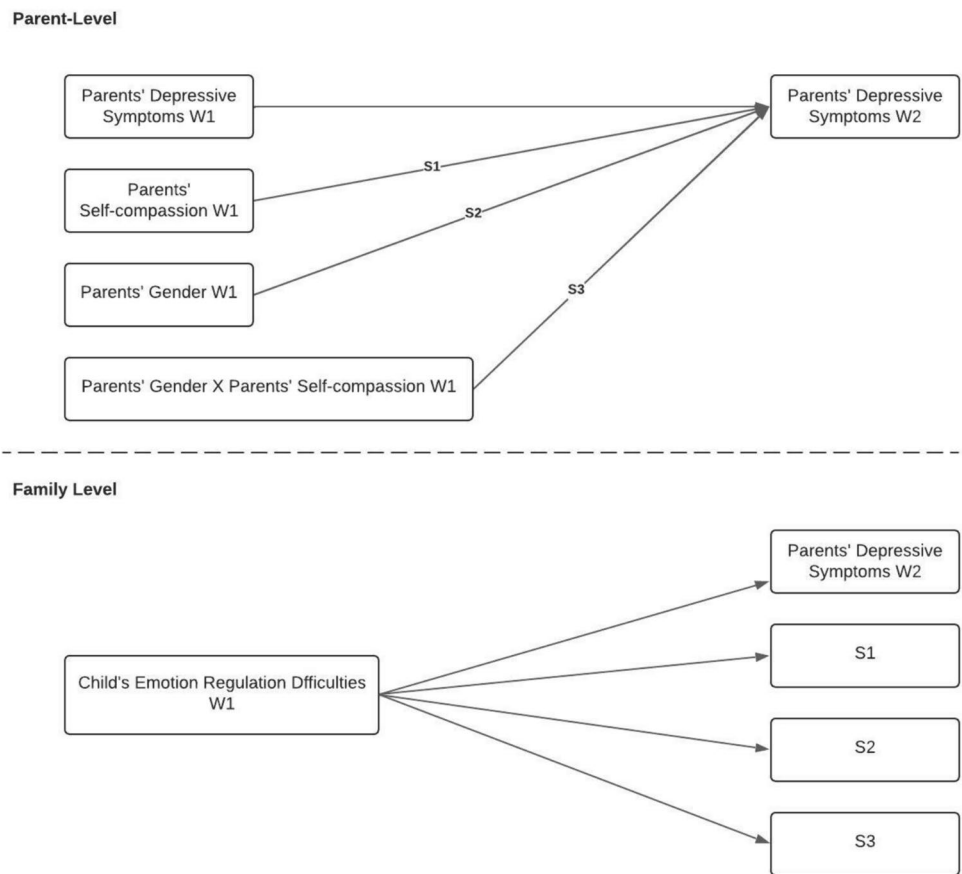 Parent-Level
Parents' Depressive
Symptoms W1
Parents' Depressive
Symptoms W2
S1
Parents'
Self-compassion W1
S2
Parents' Gender W1
S3
Parents' Gender X Parents' Self-compassion W1
Family Level
Parents' Depressive
Symptoms W2
S1
Child's Emotion Regulation Dfficulties
W1
S2
S3